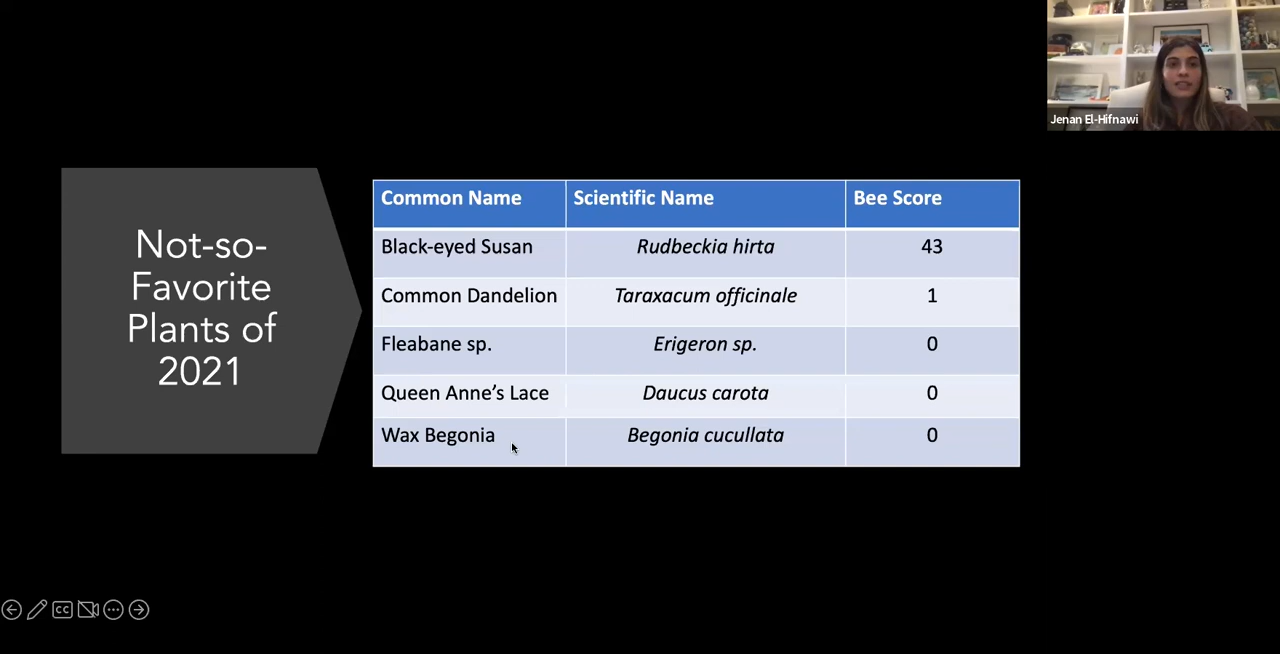 Jenan El-Hifnawi
Not-so-
Favorite
Plants of
2021
Common Name Scientific Name Bee Score
Black-eyed Susan Rudbeckia hirta 43
Common Dandelion Taraxacum officinale 1
Fleabane sp. Erigeron sp. 0
Queen Anne’s Lace Daucus carota 0
Wax Begonia Begonia cucullata 0
CC